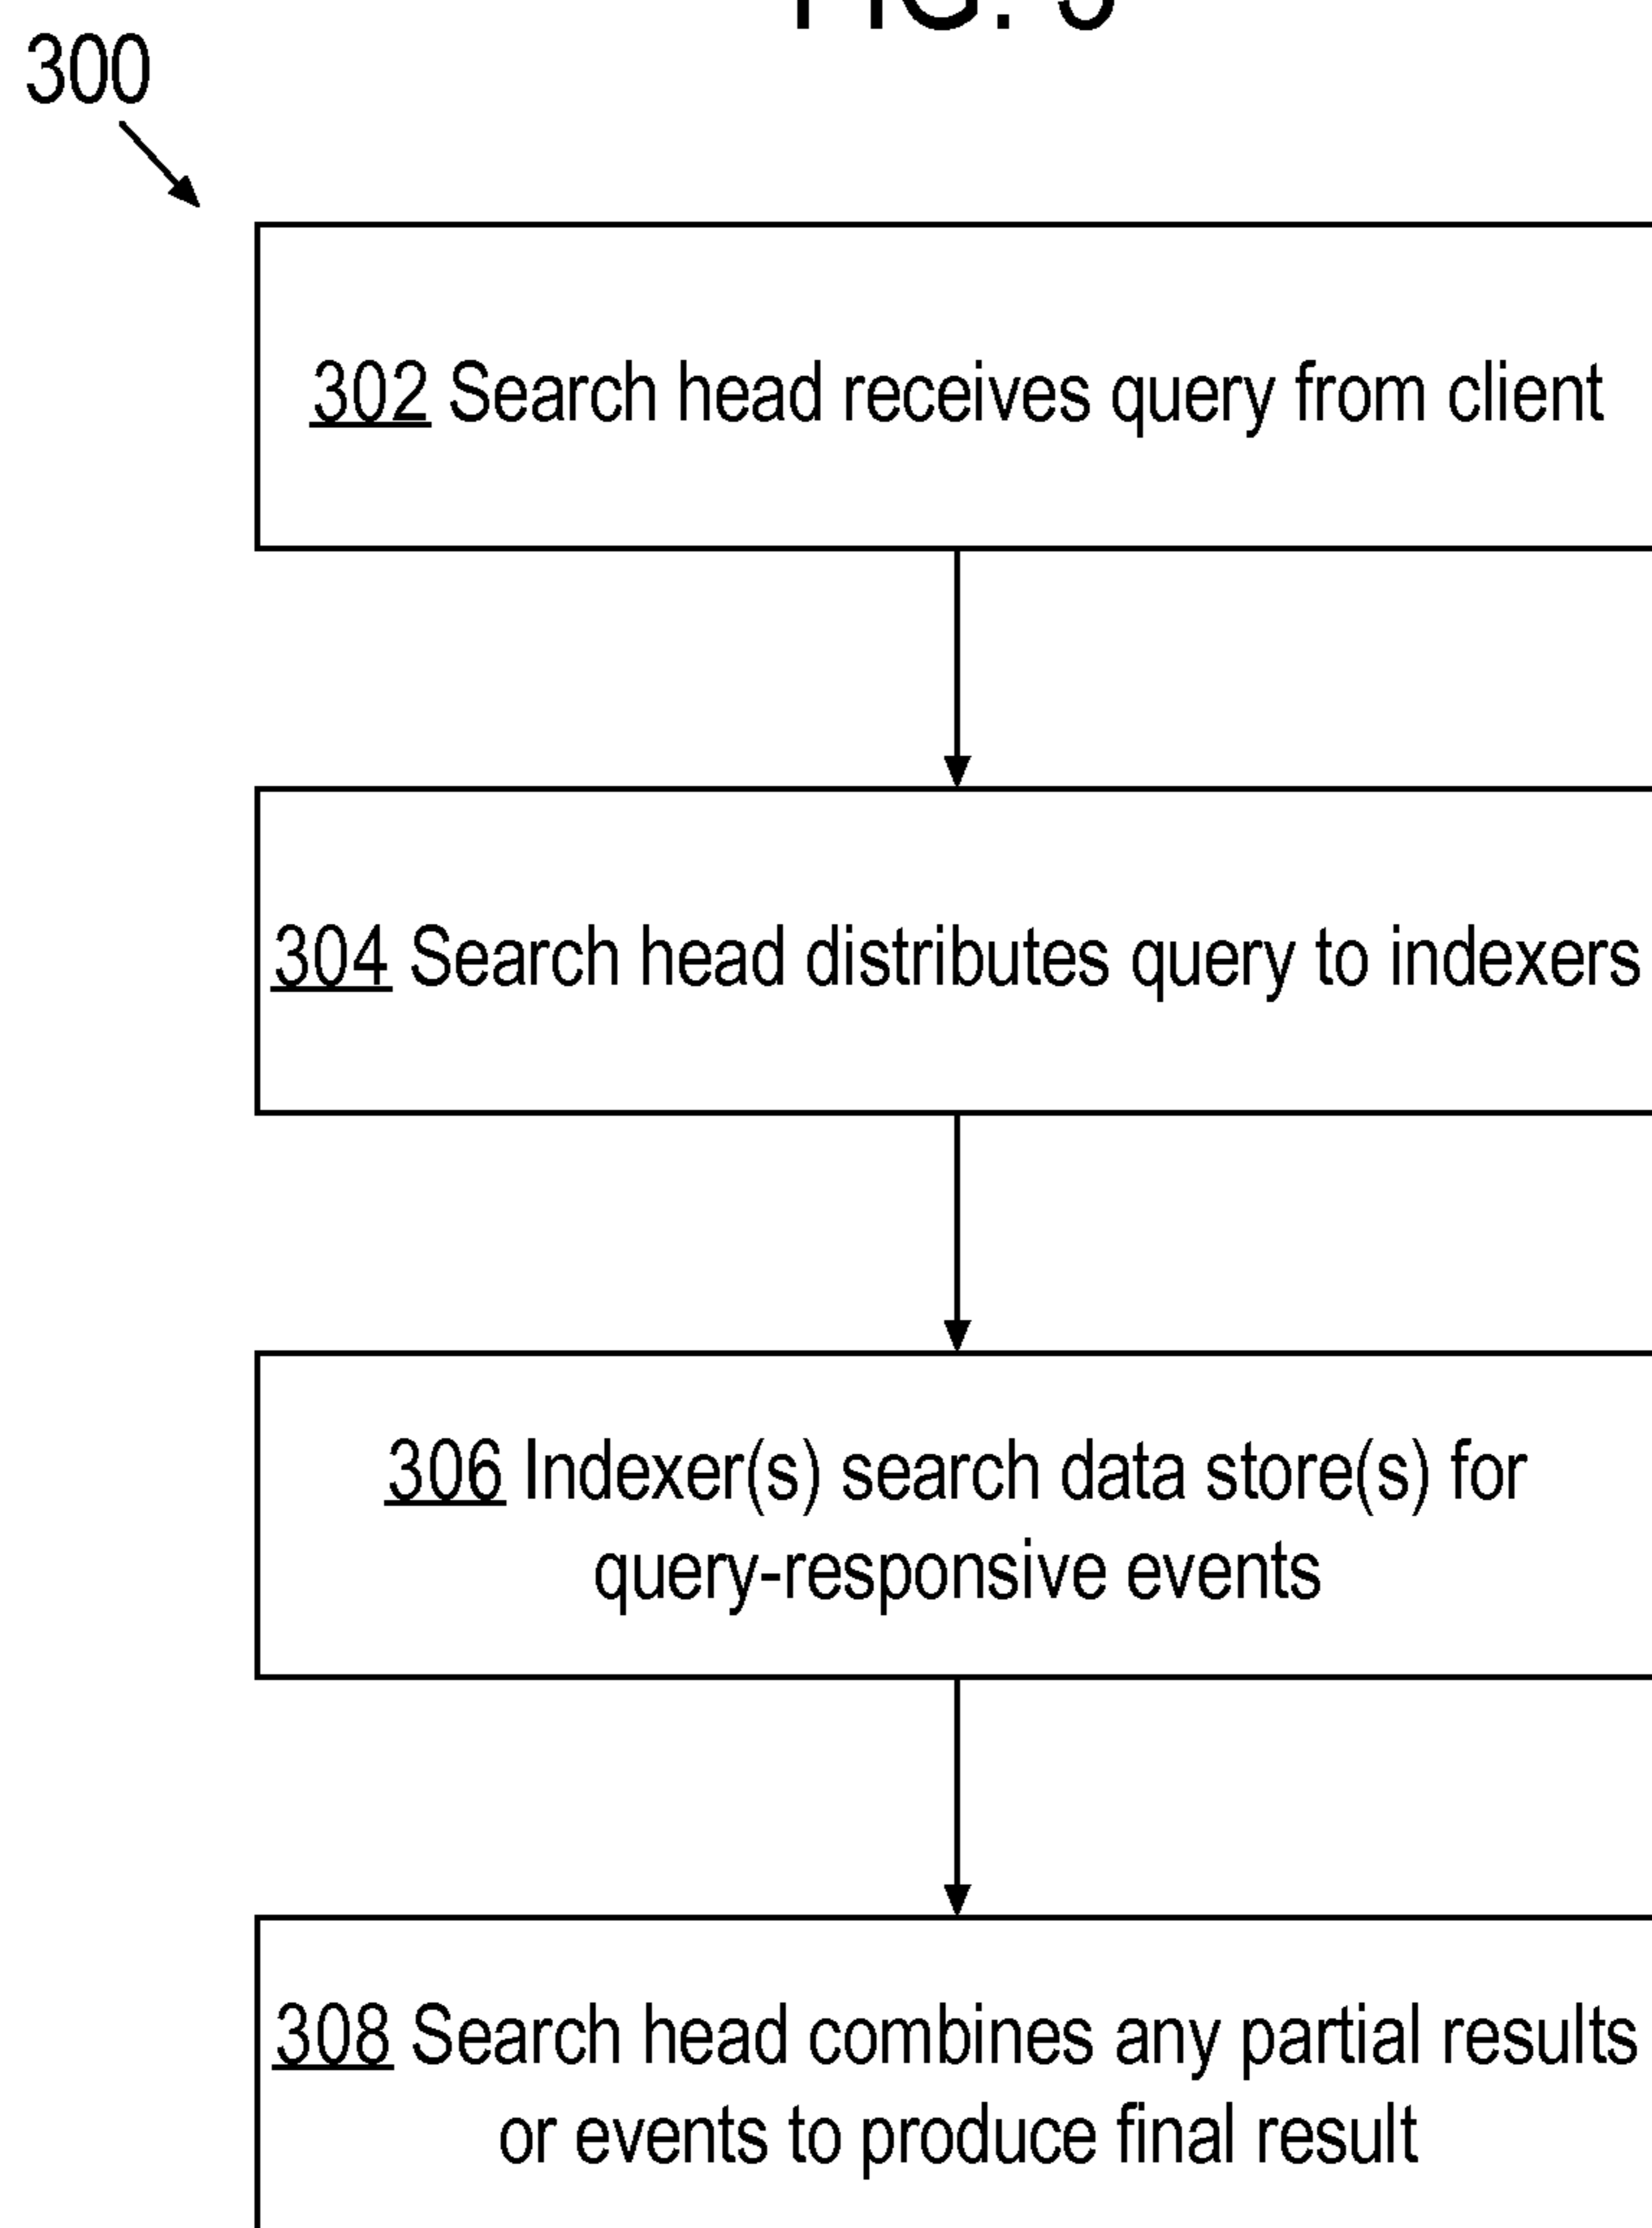 FIG.
300
302 Search head receives query from client
304 Search head distributes query to indexers
306 Indexer(s) search data store(s) for
query-responsive events
308 Search head combines any partial results
or events to produce final result